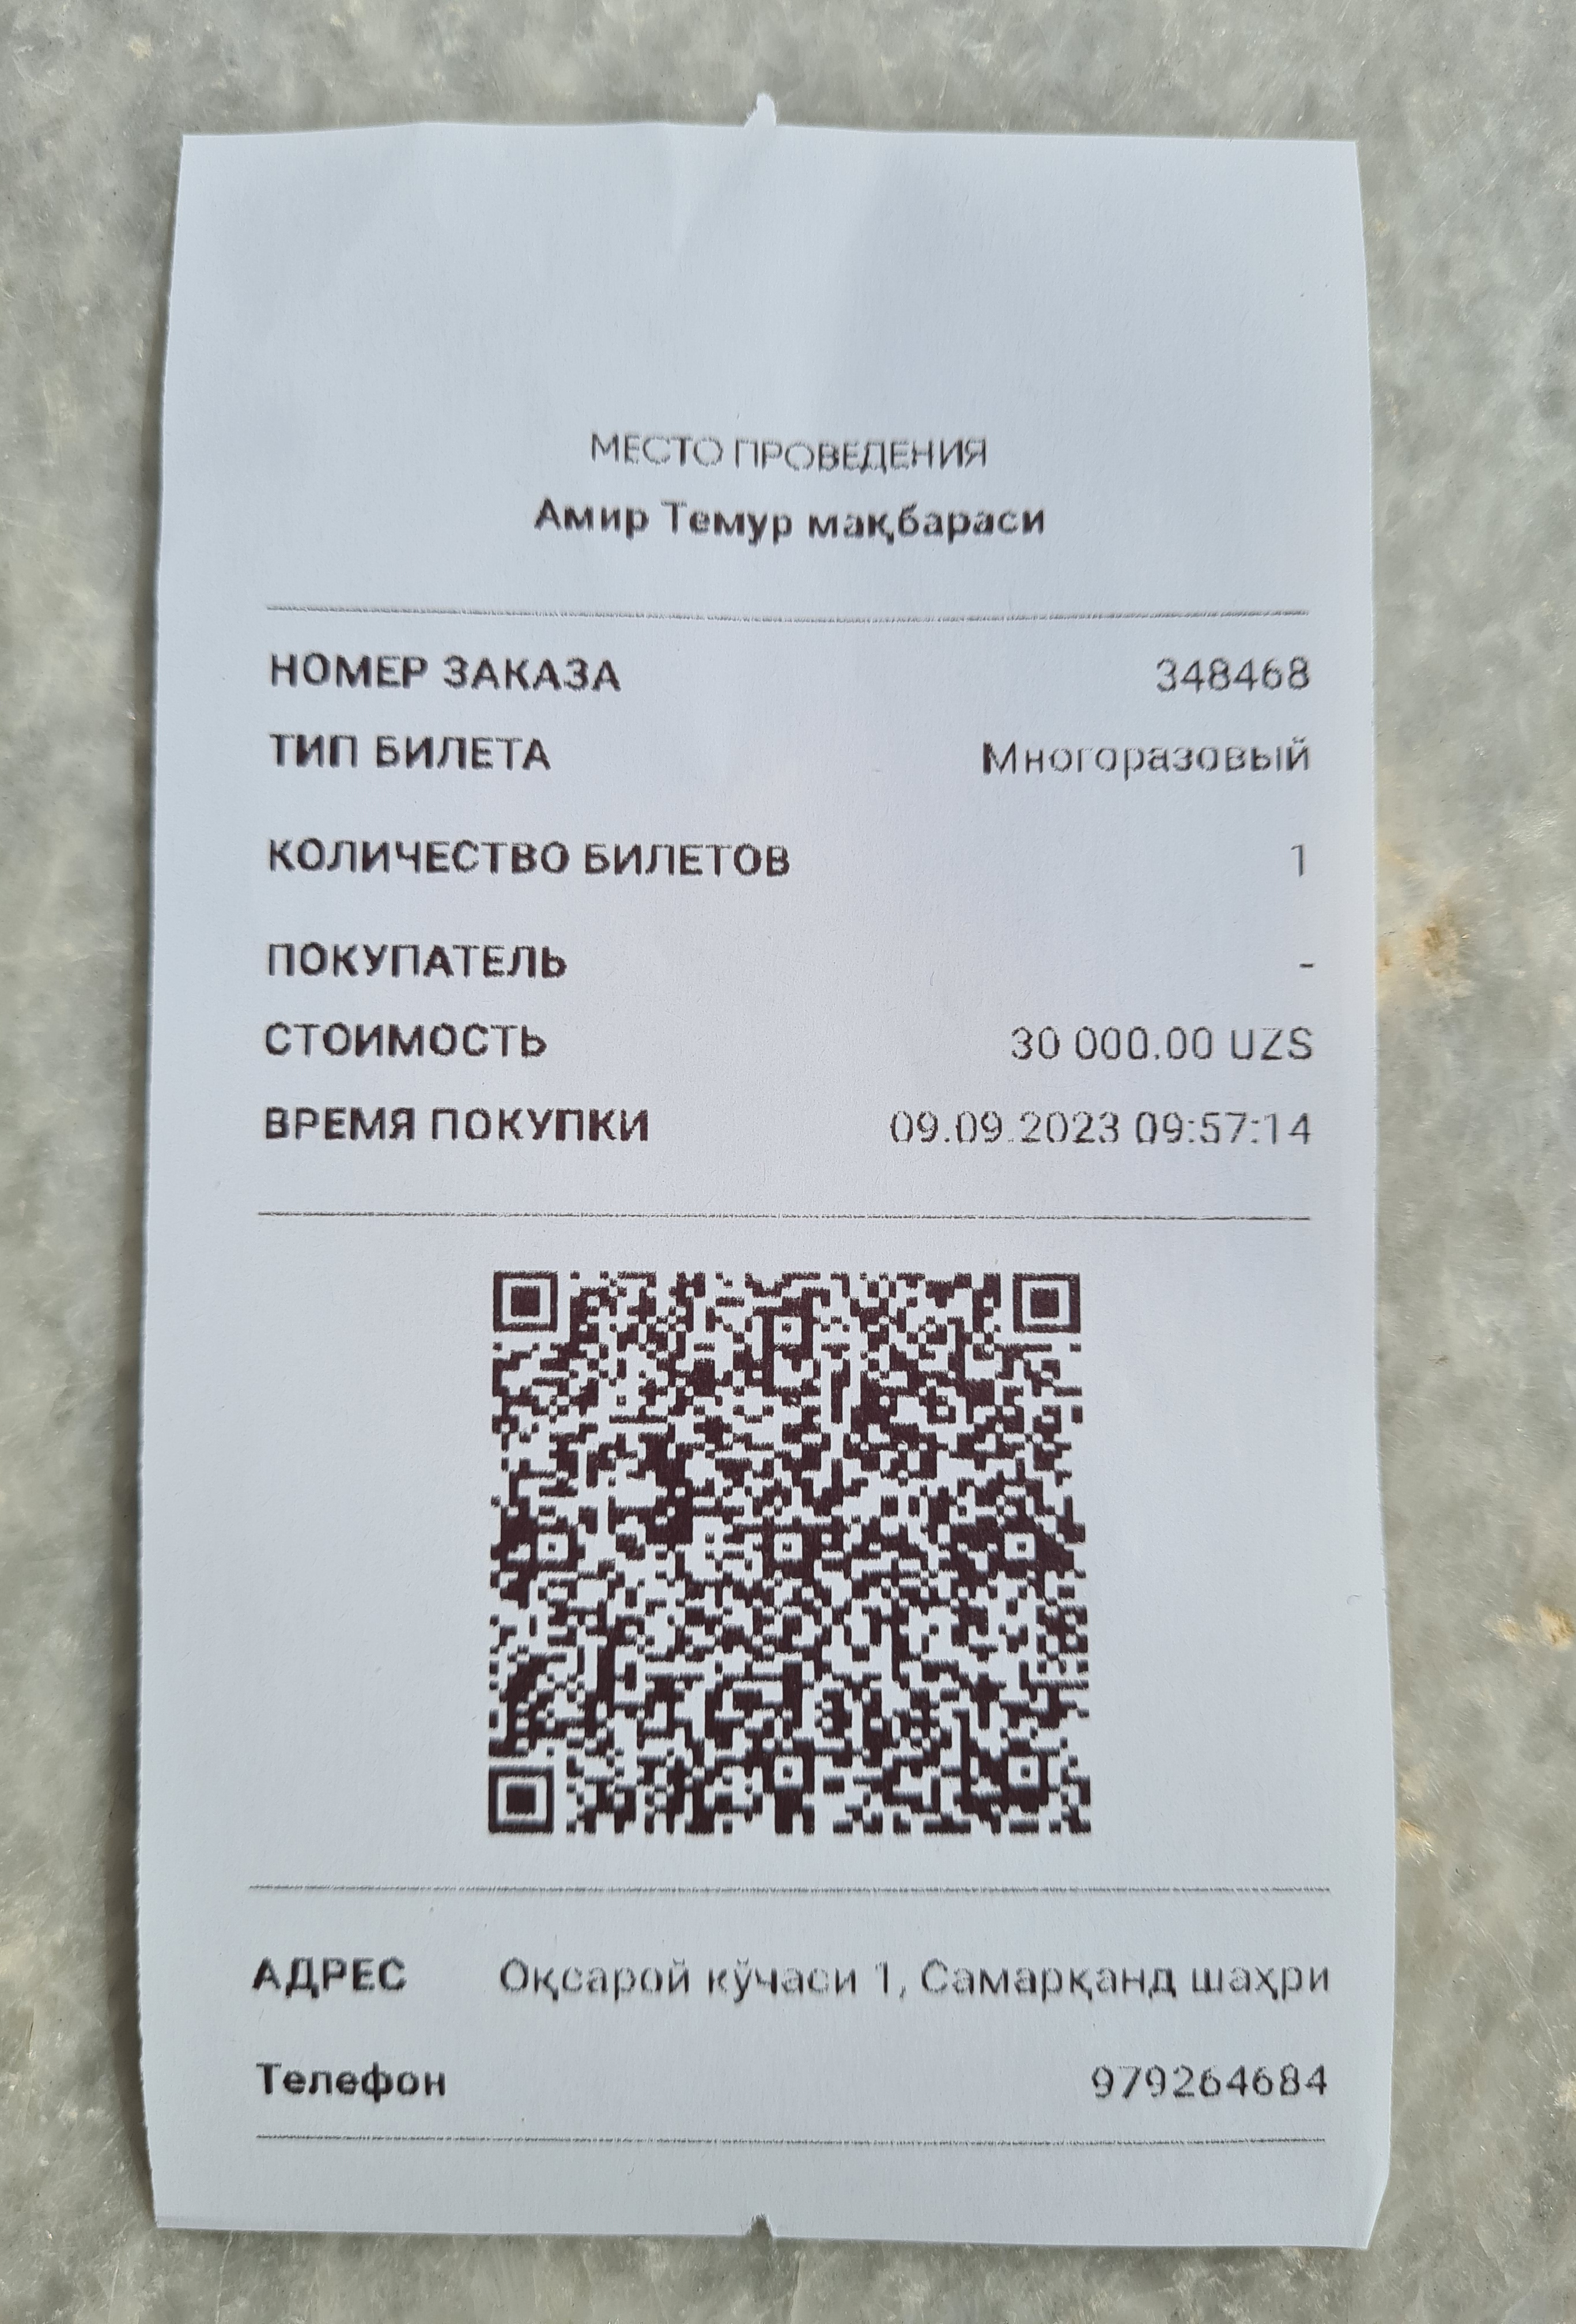 МЕСТО ПРОВЕДЕНИЯ
Амир Темур мақбараси
НОМЕР ЗАКАЗА 348468
ТИП БИЛЕТА Многоразовый
КОЛИЧЕСТВО БИЛЕТОВ 1
ПОКУПАТЕЛЬ -
СТОИМОСТЬ 30 000.00 UZS
ВРЕМЯ ПОКУПКИ 09.09.2023 09:57:14
АДРЕС Оқсарой кўчаси 1, Самарқанд шаҳри
Телефон 979264684